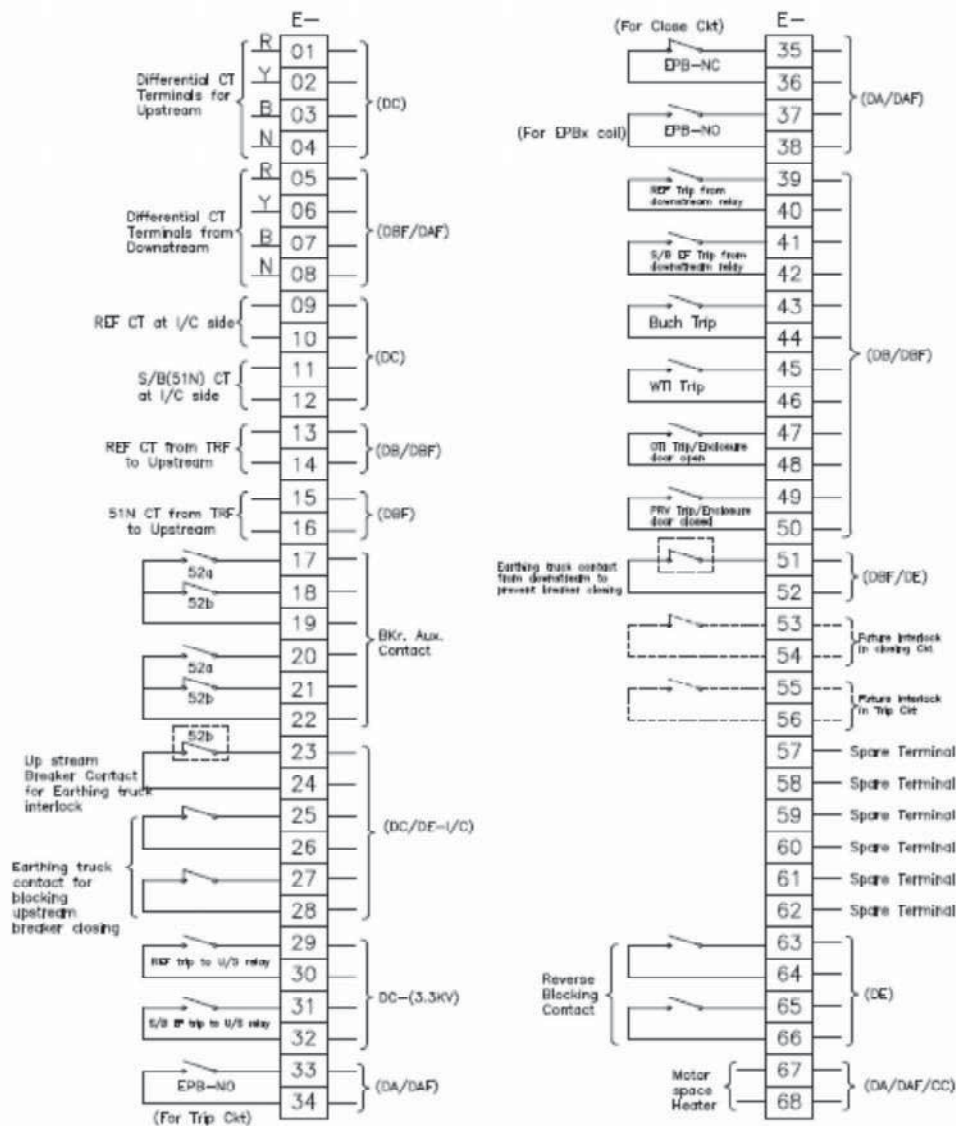 E-
R 01
Y 02
B 03
N 04
Differential CT
Terminals for
Upstream
(DC)
R 05
Y 06
B 07
N 08
Differential CT
Terminals from
Downstream
(DBF/DAF)
09
REF CT at I/C side
10
(DC)
11
S/B(51N) CT
at I/C side
12
13
REF CT from TRF
to Upstream
14
(DB/DBF)
15
51N CT from TRF
to Upstream
16
(DBF)
17
52a
18
52b
19
20
52a
21
52b
22
BKr. Aux.
Contact
52b
23
Up stream
Breaker Contact
for Earthing truck
interlock
24
25
26
(DC/DE-I/C)
27
28
Earthing truck
contact for
blocking
upstream
breaker closing
29
REF trip to U/S relay
30
DC-(3.3KV)
31
S/B EF trip to U/S relay
32
33
EPB-NO
34
(DA/DAF)
(For Trip Ckt)
E-
(For Close Ckt)
35
EPB-NC
36
(DA/DAF)
37
(For EPBx coil)
EPB-NO
38
39
REF Trip from
downstream relay
40
41
S/B EF Trip from
downstream relay
42
43
Buch Trip
44
(DB/DBF)
45
WTI Trip
46
47
OTI Trip/Enclosure
door open
48
49
PRV Trip/Enclosure
door closed
50
51
Earthing truck contact
from downstream to
prevent breaker closing
52
(DBF/DE)
53
54
Future Interlock
in closing Ckt
55
56
Future Interlock
in Trip Ckt
57 Spare Terminal
58 Spare Terminal
59 Spare Terminal
60 Spare Terminal
61 Spare Terminal
62 Spare Terminal
63
64
Reverse
Blocking
Contact
(DE)
65
66
67
Motor
space
Heater
68
(DA/DAF/CC)